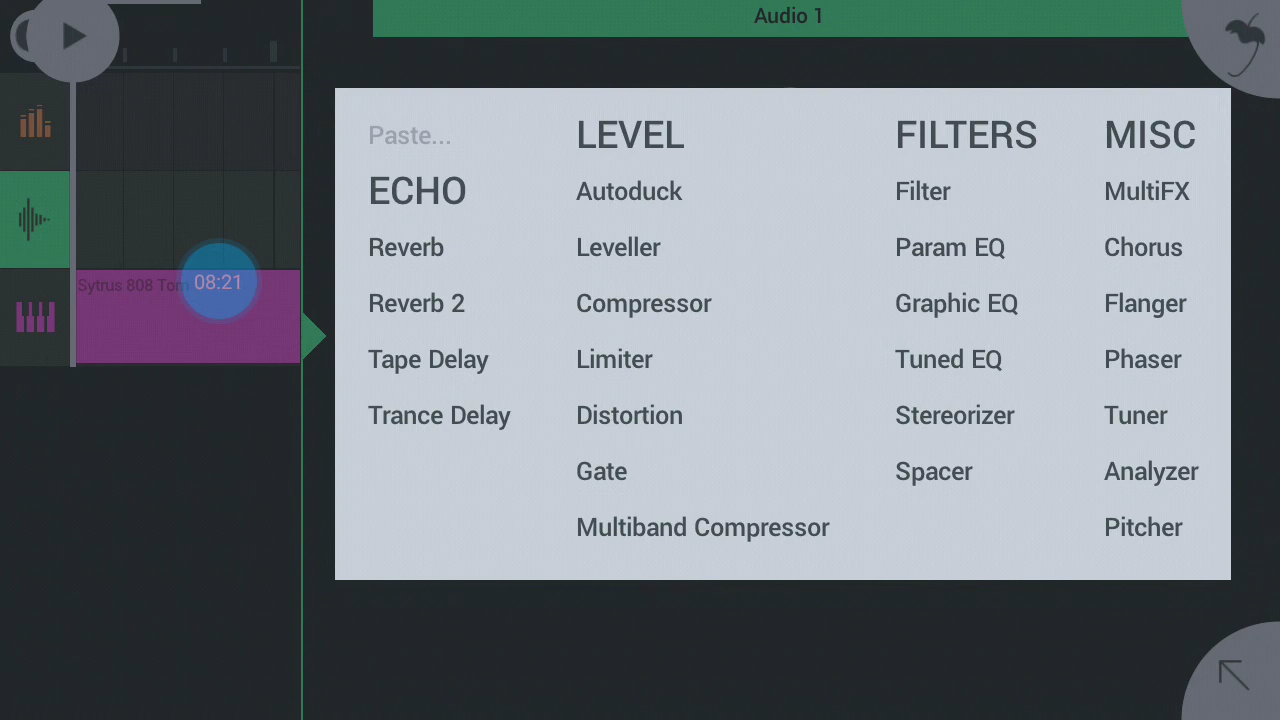 Audio 1
Paste...
ECHO
Reverb
Reverb 2
Tape Delay
Trance Delay
LEVEL
Autoduck
Leveller
Compressor
Limiter
Distortion
Gate
Multiband Compressor
FILTERS
Filter
Param EQ
Graphic EQ
Tuned EQ
Stereorizer
Spacer
MISC
MultiFX
Chorus
Flanger
Phaser
Tuner
Analyzer
Pitcher
Sytrus 808 Tom
08:21